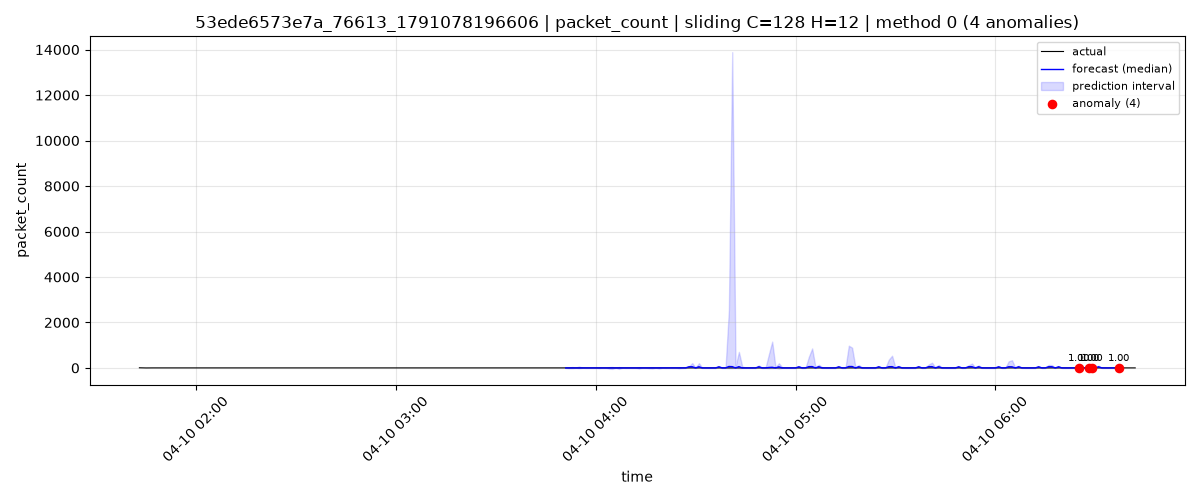 53ede6573e7a_76613_1791078196606 | packet_count | sliding C=128 H=12 | method 0 (4 anomalies)
packet_count
14000
12000
10000
8000
6000
4000
2000
0
actual
forecast (median)
prediction interval
anomaly (4)
1.00
04-10 02:00
04-10 03:00
04-10 04:00
04-10 05:00
04-10 06:00
time